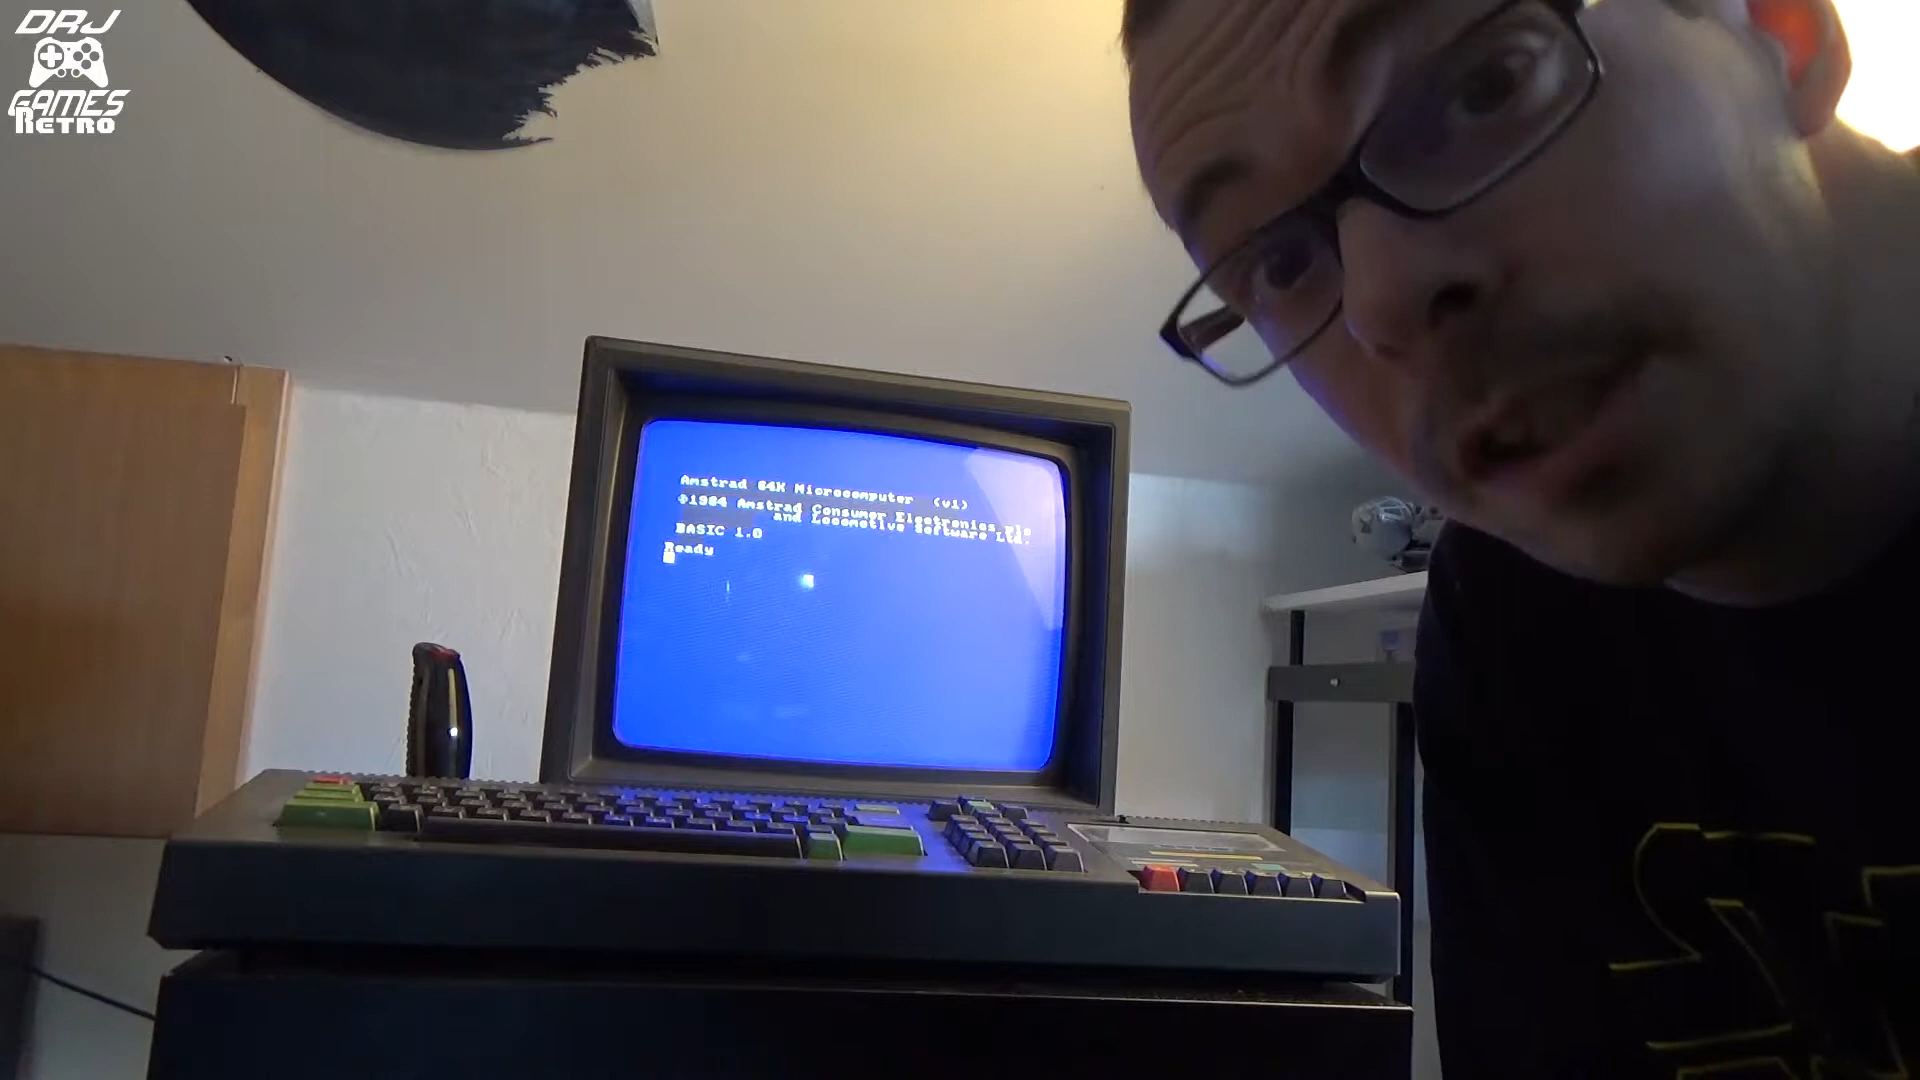 DRJ
GAMES
RETRO
Amstrad 64K Microcomputer (v1)
©1984 Amstrad Consumer Electronics plc
and Locomotive Software Ltd.
BASIC 1.0
Ready